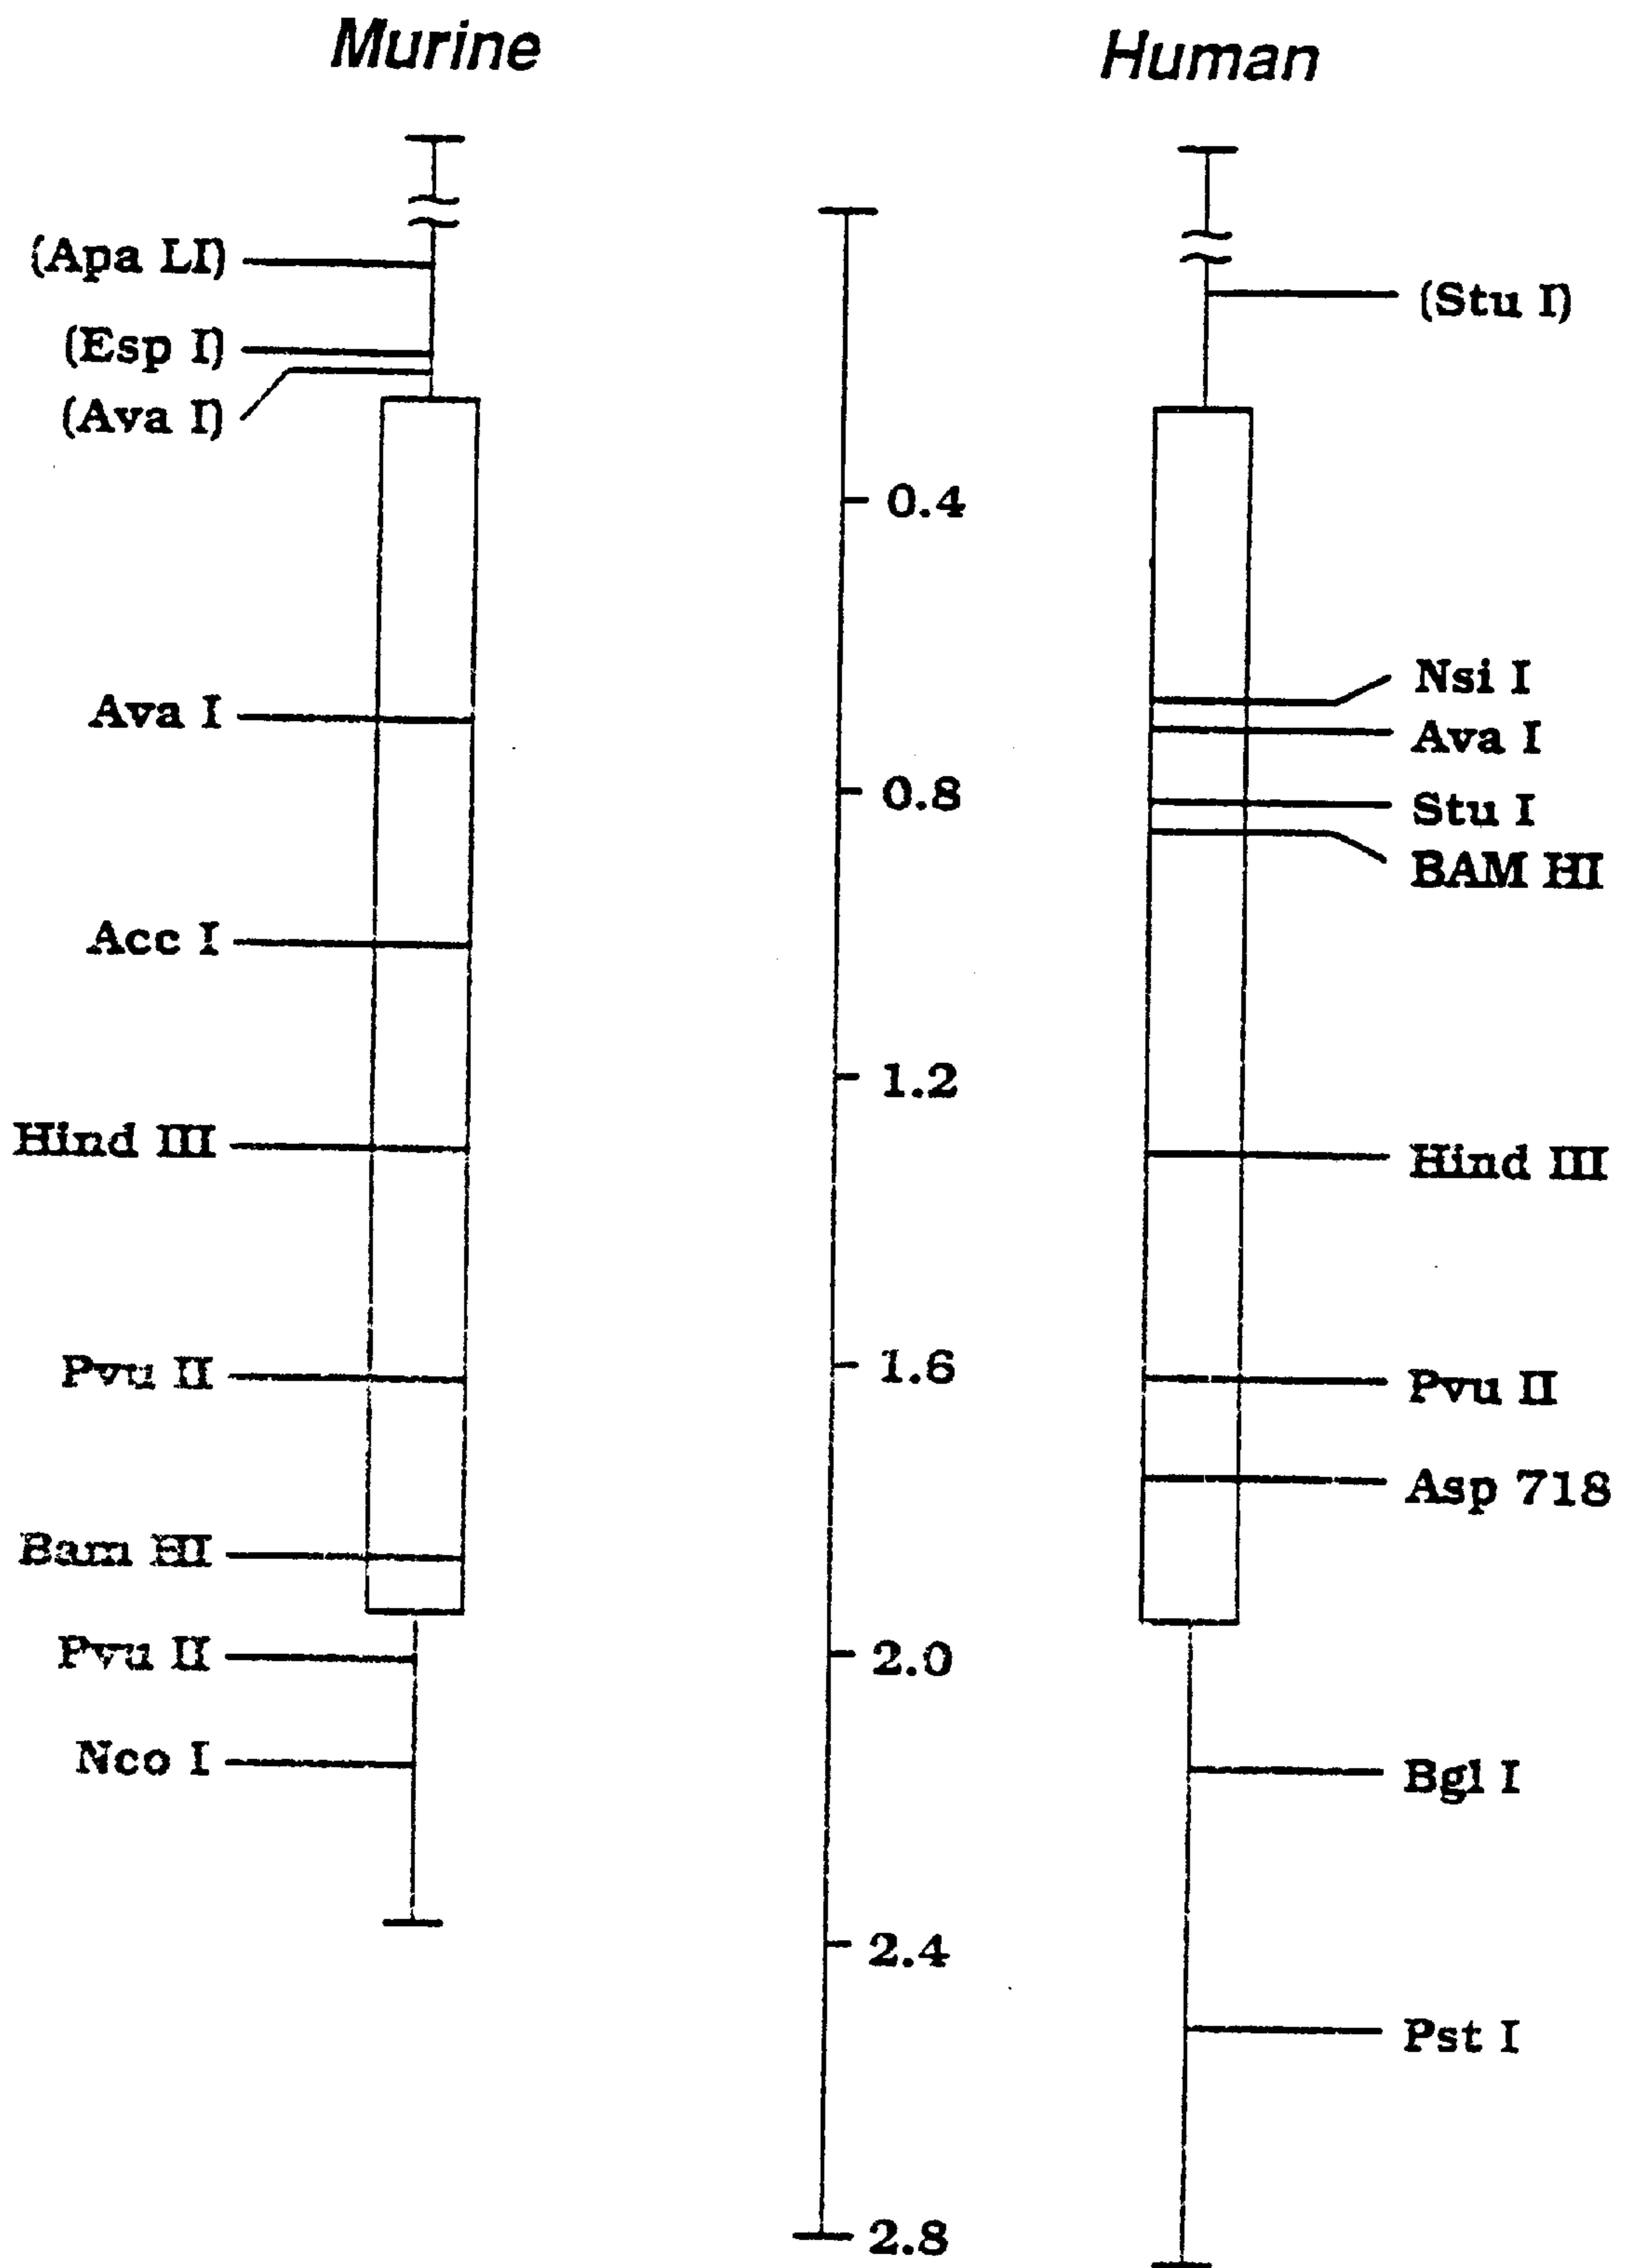 Murine
Human
(Apa LI)
(Esp I)
(Ava I)
Ava I
Acc I
Hind III
Pvu II
Bam HI
Pvu II
Nco I
0.4
0.8
1.2
1.6
2.0
2.4
2.8
(Stu I)
Nsi I
Ava I
Stu I
BAM HI
Hind III
Pvu II
Asp 718
Bgl I
Pst I